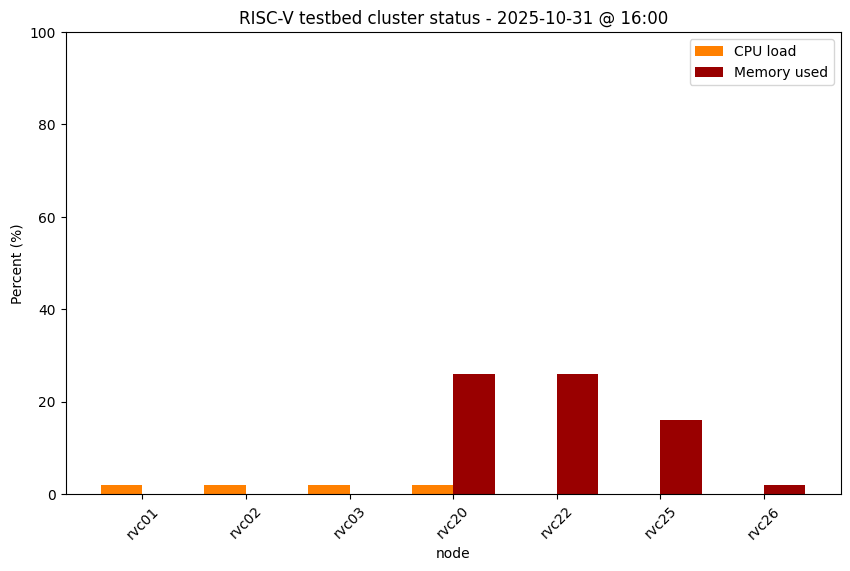 RISC-V testbed cluster status - 2025-10-31 @ 16:00
CPU load
Memory used
Percent (%)
100
80
60
40
20
0
rvc01
rvc02
rvc03
rvc20
rvc22
rvc25
rvc26
node